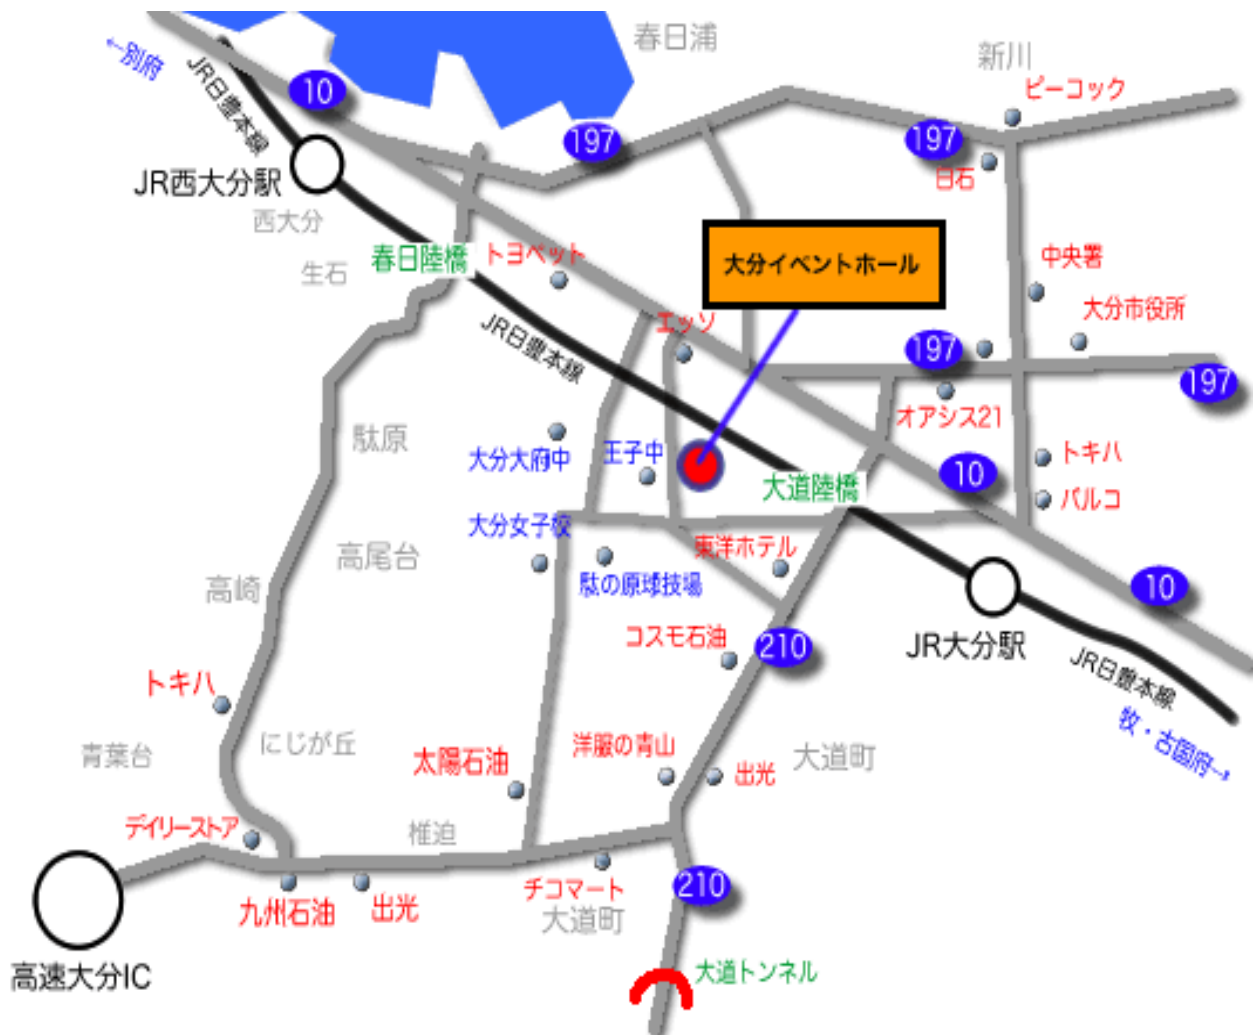 春日浦
新川
←別府
JR日豊本線
10
ピーコック
197
197
JR西大分駅
白石
西大分
春日陸橋
トヨペット
大分イベントホール
中央署
生石
大分市役所
JR日豊本線
エッソ
197
197
オアシス21
駄原
大分大府中
王子中
トキハ
大道陸橋
10
パルコ
大分女子校
高尾台
東洋ホテル
高崎
駄の原球技場
10
コスモ石油
210
JR大分駅
JR日豊本線
トキハ
牧・古国府→
青葉台
にじが丘
太陽石油
洋服の青山
出光
大道町
デイリーストア
椎迫
チコマート
210
九州石油
出光
大道町
高速大分IC
大道トンネル